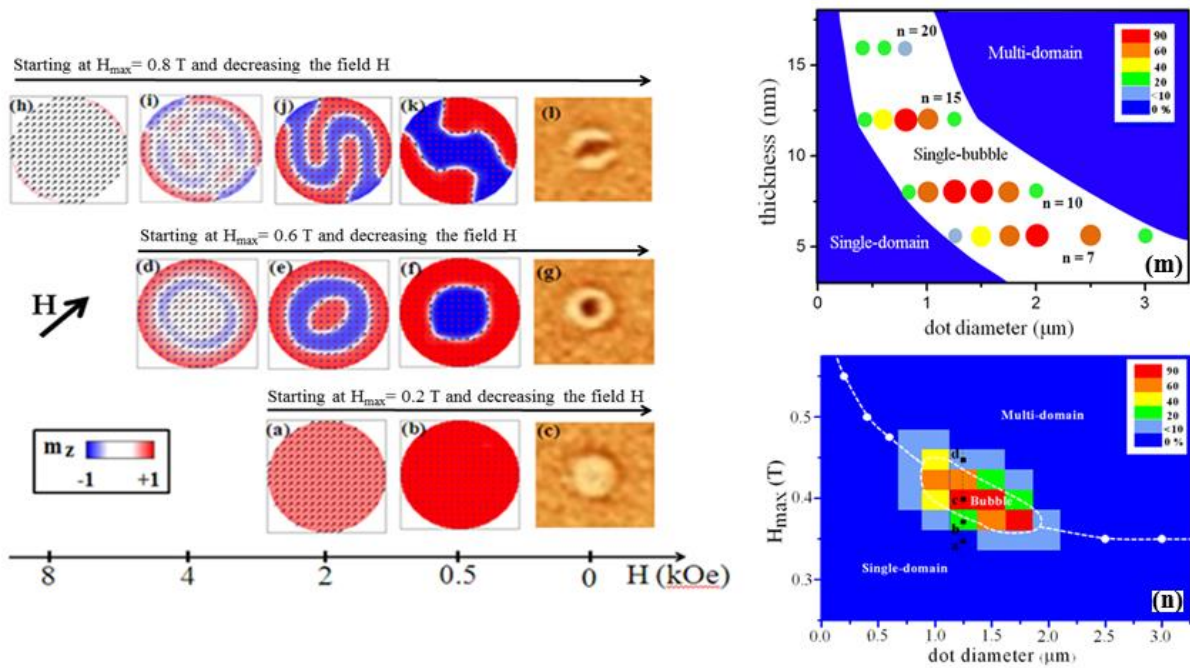 Starting at Hmax= 0.8 T and decreasing the field H
(h) (i) (j) (k) (l)
Starting at Hmax= 0.6 T and decreasing the field H
(d) (e) (f) (g)
H
Starting at Hmax= 0.2 T and decreasing the field H
(a) (b) (c)
mz
-1 +1
8 4 2 0.5 0 H (kOe)
thickness (nm)
15
10
5
n = 20
Multi-domain
90
60
40
20
<10
0 %
n = 15
Single-bubble
n = 10
Single-domain
n = 7
(m)
0 1 2 3
dot diameter (μm)
Hmax (T)
0.5
0.4
0.3
90
60
40
20
<10
0 %
Multi-domain
d
c Bubble
b
Single-domain
(n)
0.0 0.5 1.0 1.5 2.0 2.5 3.0
dot diameter (μm)